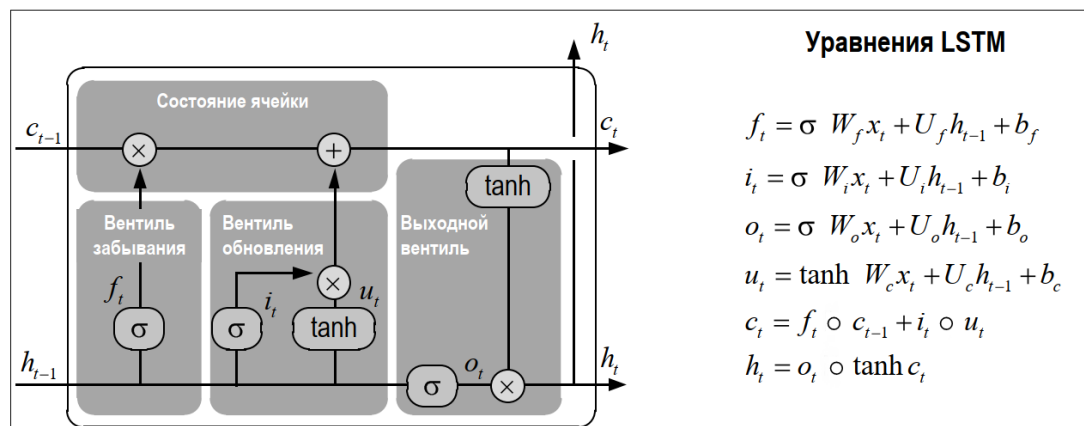 h_t
Уравнения LSTM
Состояние ячейки
c_{t–1}
c_t
×
+
f_t = σ W_f x_t + U_f h_{t–1} + b_f
tanh
i_t = σ W_i x_t + U_i h_{t–1} + b_i
Вентиль
забывания
Вентиль
обновления
Выходной
вентиль
o_t = σ W_o x_t + U_o h_{t–1} + b_o
f_t
i_t
×
u_t
u_t = tanh W_c x_t + U_c h_{t–1} + b_c
σ
σ
tanh
c_t = f_t ∘ c_{t–1} + i_t ∘ u_t
h_{t–1}
σ
o_t
×
h_t
h_t = o_t ∘ tanh c_t